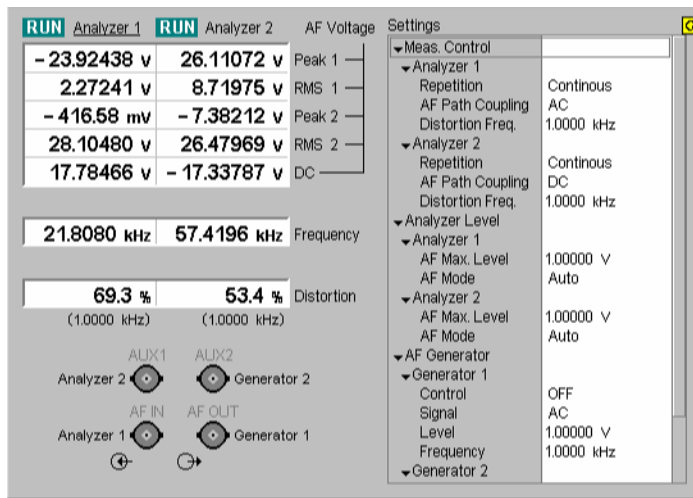 RUN Analyzer 1 RUN Analyzer 2 AF Voltage
- 23.92438 v 26.11072 v Peak 1
2.27241 v 8.71975 v RMS 1
- 416.58 mv - 7.38212 v Peak 2
28.10480 v 26.47969 v RMS 2
17.78466 v - 17.33787 v DC
21.8080 kHz 57.4196 kHz Frequency
69.3 % 53.4 % Distortion
(1.0000 kHz) (1.0000 kHz)
AUX1 AUX2
Analyzer 2 Generator 2
AF IN AF OUT
Analyzer 1 Generator 1
Settings
Meas. Control
Analyzer 1
Repetition Continous
AF Path Coupling AC
Distortion Freq. 1.0000 kHz
Analyzer 2
Repetition Continous
AF Path Coupling DC
Distortion Freq. 1.0000 kHz
Analyzer Level
Analyzer 1
AF Max. Level 1.00000 V
AF Mode Auto
Analyzer 2
AF Max. Level 1.00000 V
AF Mode Auto
AF Generator
Generator 1
Control OFF
Signal AC
Level 1.00000 V
Frequency 1.0000 kHz
Generator 2